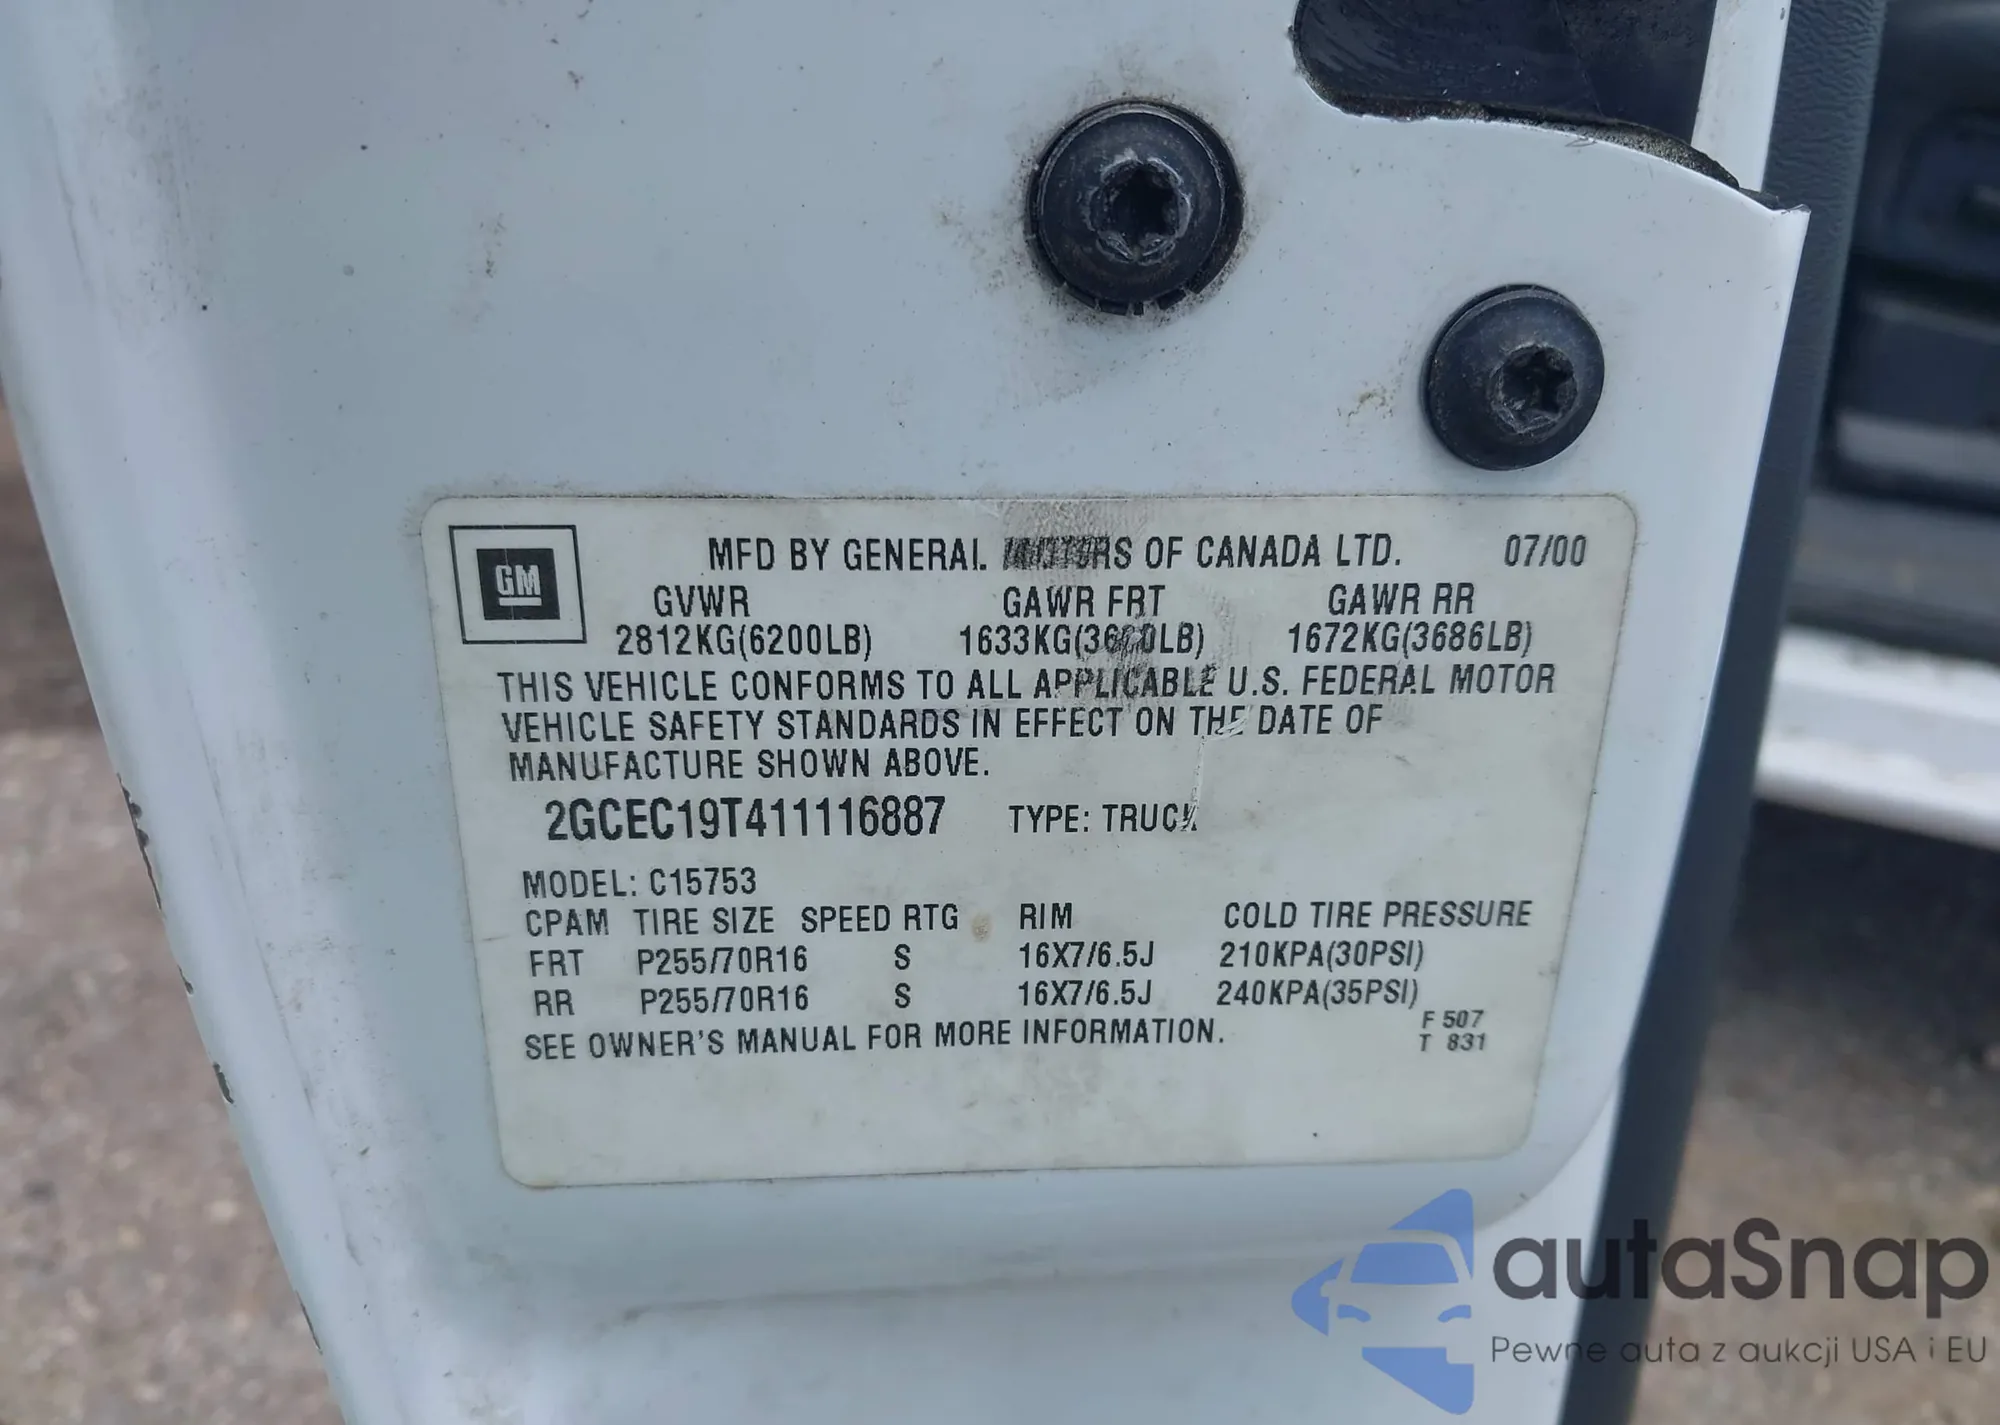 GM
MFD BY GENERAL MOTORS OF CANADA LTD. 07/00
GVWR GAWR FRT GAWR RR
2812KG(6200LB) 1633KG(3600LB) 1672KG(3686LB)
THIS VEHICLE CONFORMS TO ALL APPLICABLE U.S. FEDERAL MOTOR
VEHICLE SAFETY STANDARDS IN EFFECT ON THE DATE OF
MANUFACTURE SHOWN ABOVE.
2GCEC19T411116887 TYPE: TRUCK
MODEL: C15753
CPAM TIRE SIZE SPEED RTG RIM COLD TIRE PRESSURE
FRT P255/70R16 S 16X7/6.5J 210KPA(30PSI)
RR P255/70R16 S 16X7/6.5J 240KPA(35PSI)
SEE OWNER'S MANUAL FOR MORE INFORMATION.
F 507
T 831
autaSnap
Pewne auta z aukcji USA i EU